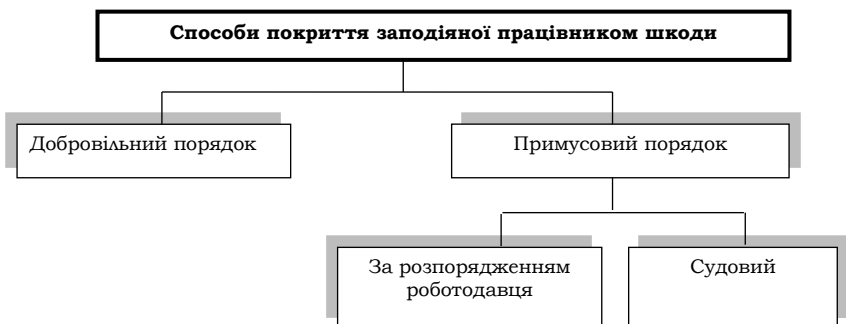 Способи покриття заподіяної працівником шкоди
Добровільний порядок
Примусовий порядок
За розпорядженням
роботодавця
Судовий